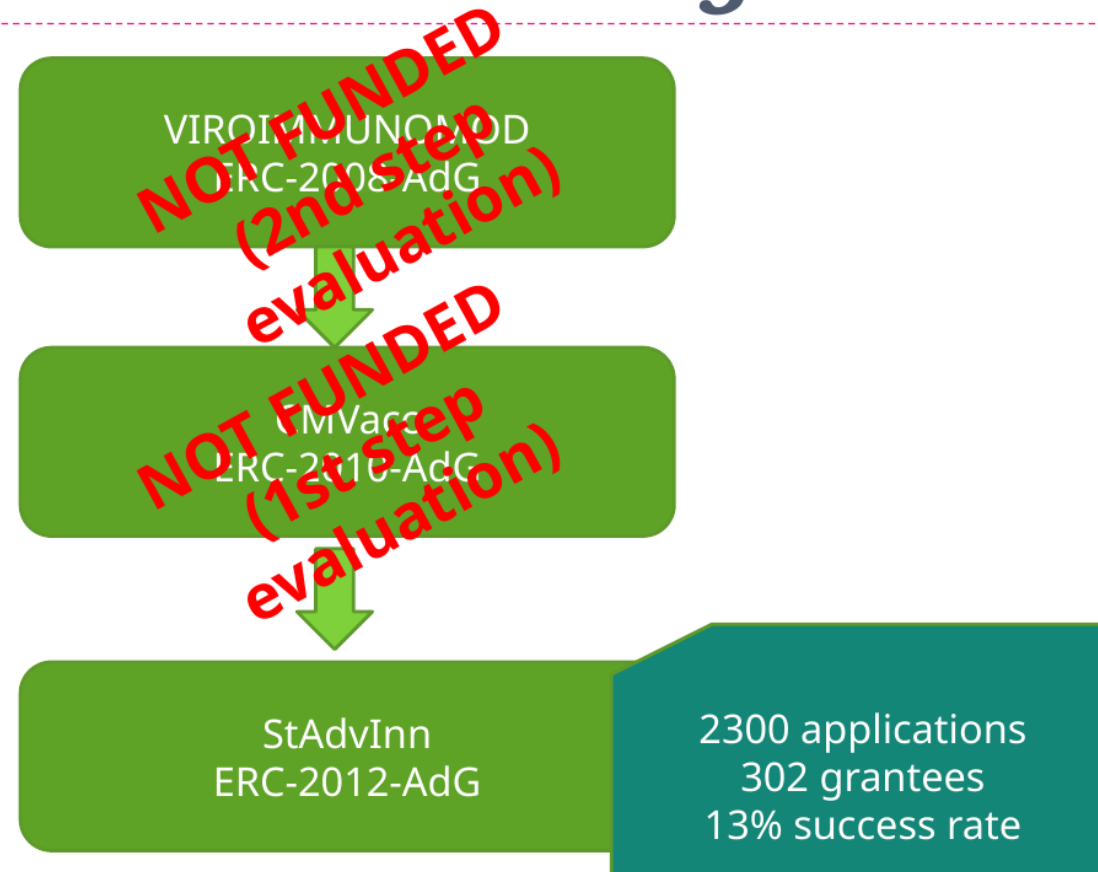 VIROIMMUNOMOD
ERC-2008-AdG
NOT FUNDED
(2nd step
evaluation)
CMVacc
ERC-2010-AdG
NOT FUNDED
(1st step
evaluation)
StAdvInn
ERC-2012-AdG
2300 applications
302 grantees
13% success rate